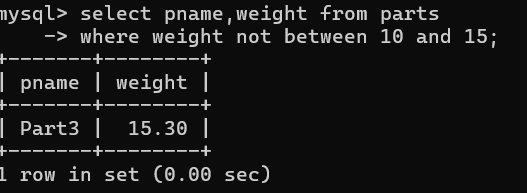 mysql> select pname,weight from parts
    -> where weight not between 10 and 15;
+-------+--------+
| pname | weight |
+-------+--------+
| Part3 |  15.30 |
+-------+--------+
1 row in set (0.00 sec)